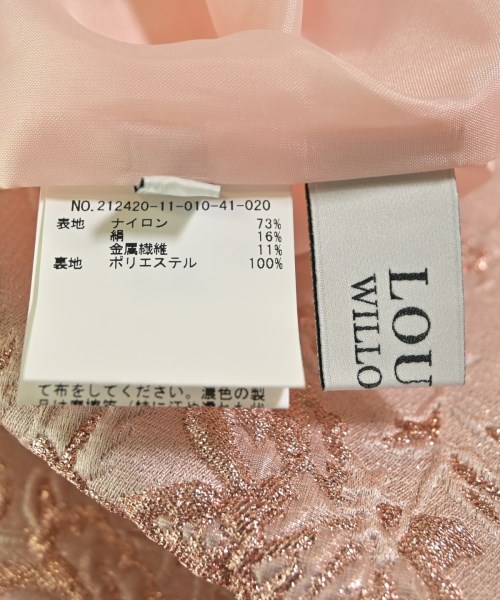 NO.212420-11-010-41-020
表地 ナイロン 73%
絹 16%
金属繊維 11%
裏地 ポリエステル 100%
て布をしてください。濃色の製
LOU
WILLO